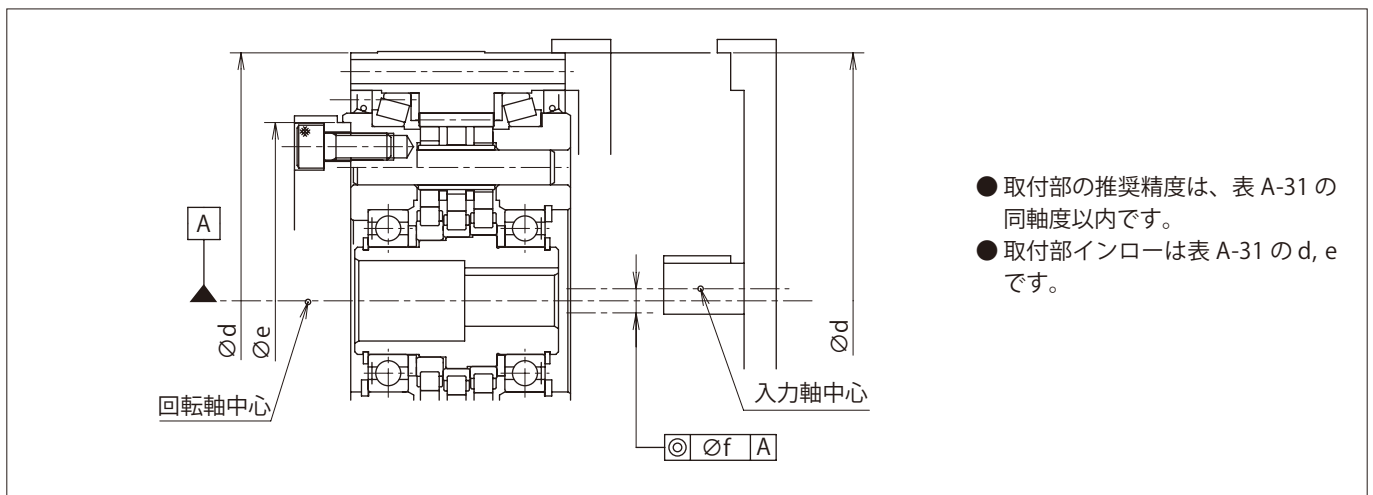 A
Ød
Øe
回転軸中心
Ød
入力軸中心
◎ Øf A
● 取付部の推奨精度は、表 A-31 の
同軸度以内です。
● 取付部インローは表 A-31 の d, e
です。